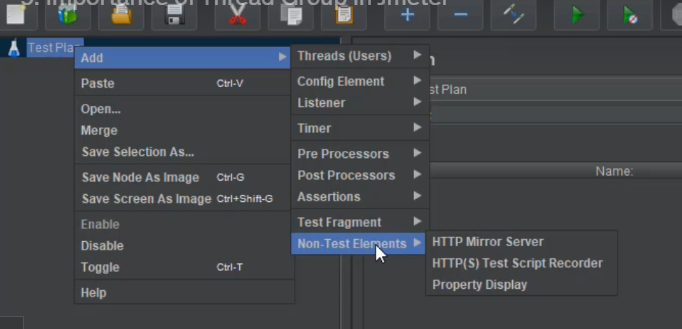 3. Importance of Thread Group in Jmeter
Test Plan
Add
Paste Ctrl-V
Open...
Merge
Save Selection As...
Save Node As Image Ctrl-G
Save Screen As Image Ctrl+Shift-G
Enable
Disable
Toggle Ctrl-T
Help
Threads (Users)
Config Element
Listener
Timer
Pre Processors
Post Processors
Assertions
Test Fragment
Non-Test Elements
HTTP Mirror Server
HTTP(S) Test Script Recorder
Property Display
st Plan
Name: